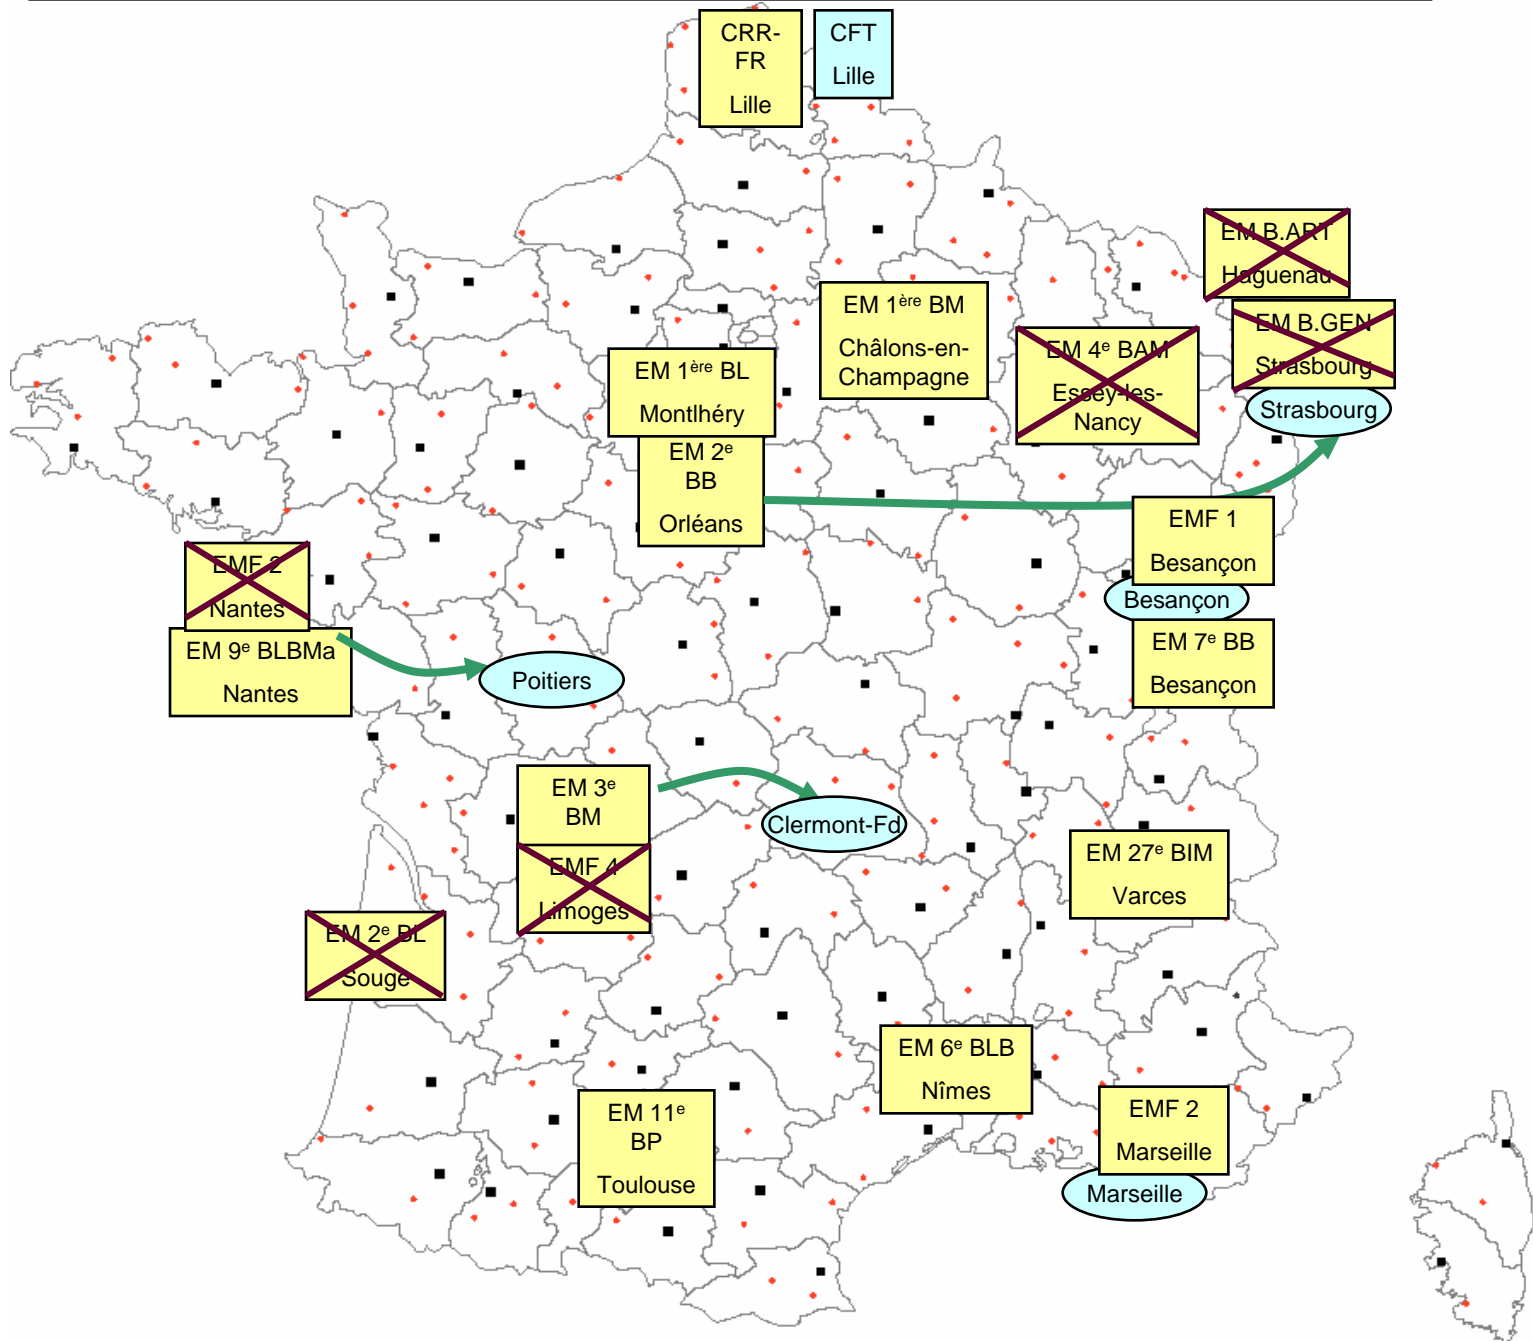 CRR-
FR
Lille
CFT
Lille
EM B.ART
Haguenau
EM B.GEN
Strasbourg
Strasbourg
EM 1ère BM
Châlons-en-
Champagne
EM 4e BAM
Essey-les-
Nancy
EM 1ère BL
Montlhéry
EM 2e
BB
Orléans
EMF 1
Besançon
Besançon
EM 7e BB
Besançon
EMF 2
Nantes
EM 9e BLBMa
Nantes
Poitiers
EM 3e
BM
EMF 4
Limoges
Clermont-Fd
EM 27e BIM
Varces
EM 2e BL
Souge
EM 6e BLB
Nîmes
EM 11e
BP
Toulouse
EMF 2
Marseille
Marseille